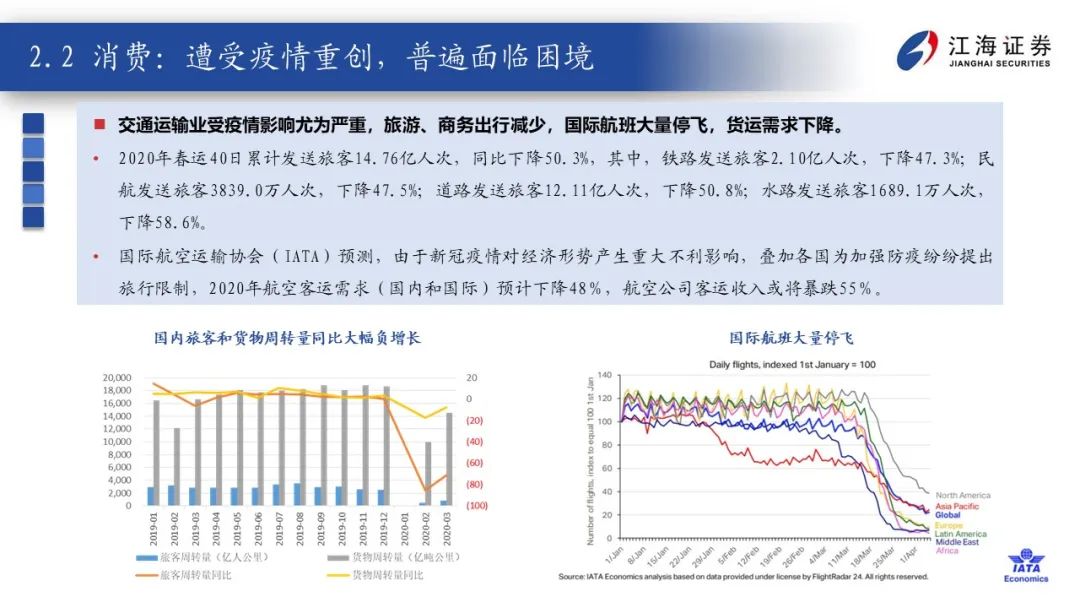 2.2 消费：遭受疫情重创，普遍面临困境
江海证券
JIANGHAI SECURITIES
交通运输业受疫情影响尤为严重，旅游、商务出行减少，国际航班大量停飞，货运需求下降。
2020年春运40日累计发送旅客14.76亿人次，同比下降50.3%，其中，铁路发送旅客2.10亿人次，下降47.3%；民
航发送旅客3839.0万人次，下降47.5%；道路发送旅客12.11亿人次，下降50.8%；水路发送旅客1689.1万人次，
下降58.6%。
国际航空运输协会（IATA）预测，由于新冠疫情对经济形势产生重大不利影响，叠加各国为加强防疫纷纷提出
旅行限制，2020年航空客运需求（国内和国际）预计下降48%，航空公司客运收入或将暴跌55%。
国内旅客和货物周转量同比大幅负增长
20,000
18,000
16,000
14,000
12,000
10,000
8,000
6,000
4,000
2,000
0
20
0
(20)
(40)
(60)
(80)
(100)
2019-01
2019-02
2019-03
2019-04
2019-05
2019-06
2019-07
2019-08
2019-09
2019-10
2019-11
2019-12
2020-01
2020-02
2020-03
旅客周转量（亿人公里）
货物周转量（亿吨公里）
旅客周转量同比
货物周转量同比
国际航班大量停飞
Daily flights, indexed 1st January = 100
Number of flights, index to equal 100 1st Jan
140
120
100
80
60
40
20
0
1/Jan
8/Jan
15/Jan
22/Jan
29/Jan
5/Feb
12/Feb
19/Feb
26/Feb
4/Mar
11/Mar
18/Mar
25/Mar
1/Apr
North America
Asia Pacific
Global
Europe
Latin America
Middle East
Africa
Source: IATA Economics analysis based on data provided under license by FlightRadar 24. All rights reserved.
IATA
Economics